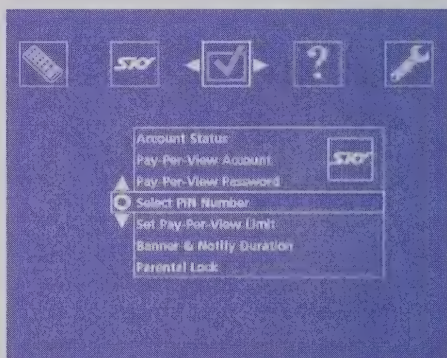 SKY
?
Account Status
Pay-Per-View Account
SKY
Pay-Per-View Password
Select PIN Number
Set Pay-Per-View Limit
Banner & Notify Duration
Parental Lock